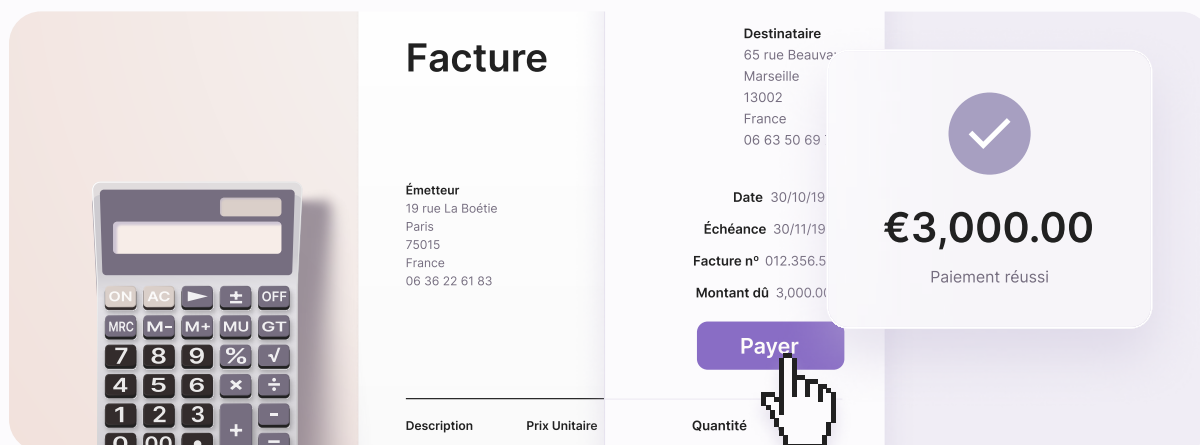 Facture
Émetteur
19 rue La Boétie
Paris
75015
France
06 36 22 61 83
Destinataire
65 rue
Marseille
13002
France
06 63 50 69
Date 30/10/19
Échéance 30/11/19
Facture nº 012.356.5
Montant dû 3,000.00
Payer
Description Prix Unitaire Quantité
€3,000.00
Paiement réussi
ON AC ► ± OFF
MRC M- M+ MU GT
7 8 9 % √
4 5 6 × ÷
1 2 3 + -
0 00 • =